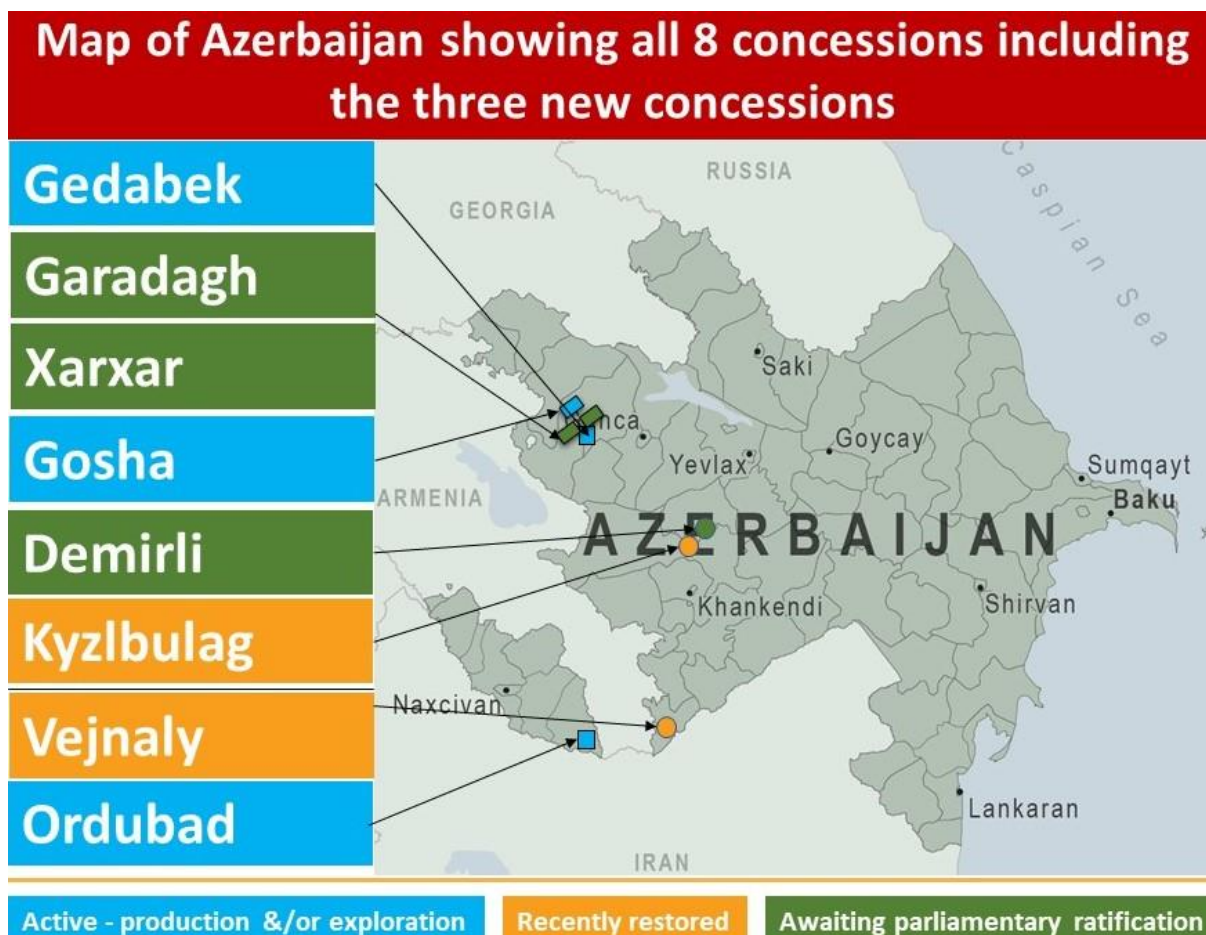 Map of Azerbaijan showing all 8 concessions including
the three new concessions
Gedabek
Garadagh
Xarxar
Gosha
Demirli
Kyzlbulag
Vejnaly
Ordubad
RUSSIA
GEORGIA
Caspian Sea
Saki
Goycay
Yevlax
Sumqayt
Baku
ARMENIA
AZERBAIJAN
Khankendi
Shirvan
Naxcivan
Lankaran
IRAN
Active - production &/or exploration
Recently restored
Awaiting parliamentary ratification